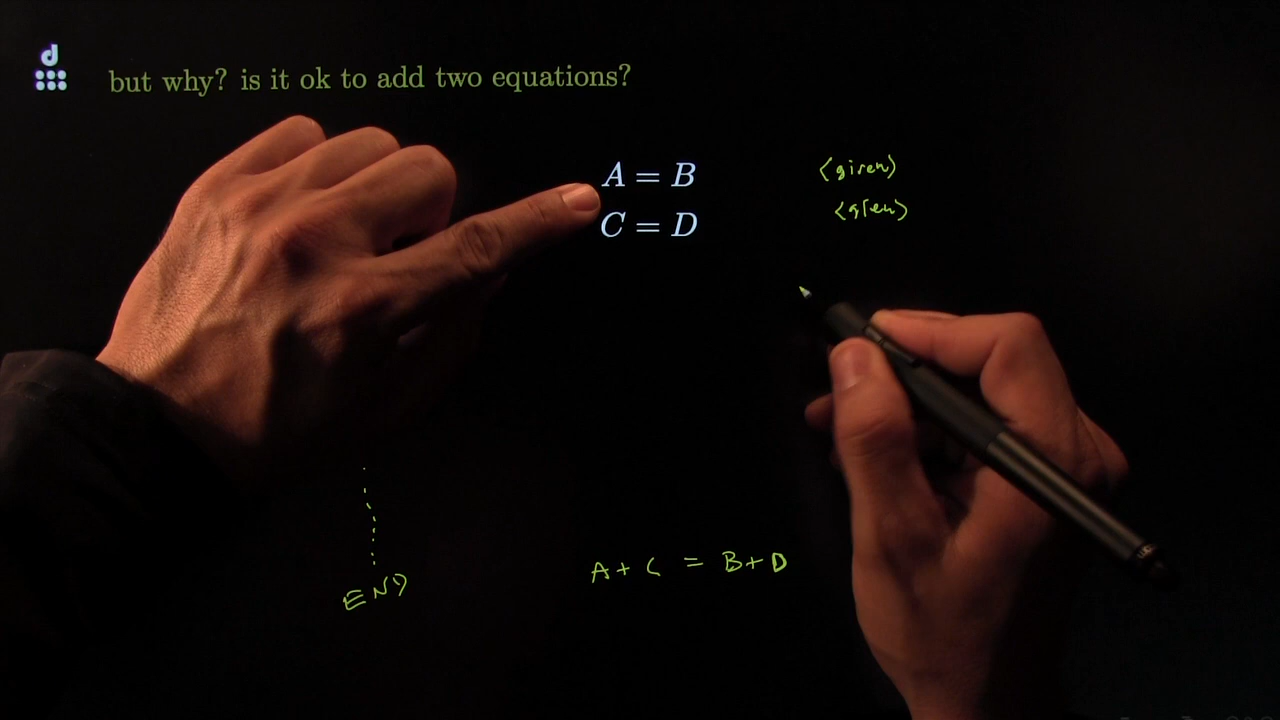 d
but why? is it ok to add two equations?
A = B
⟨given⟩
C = D
⟨given⟩
A + C = B + D
END